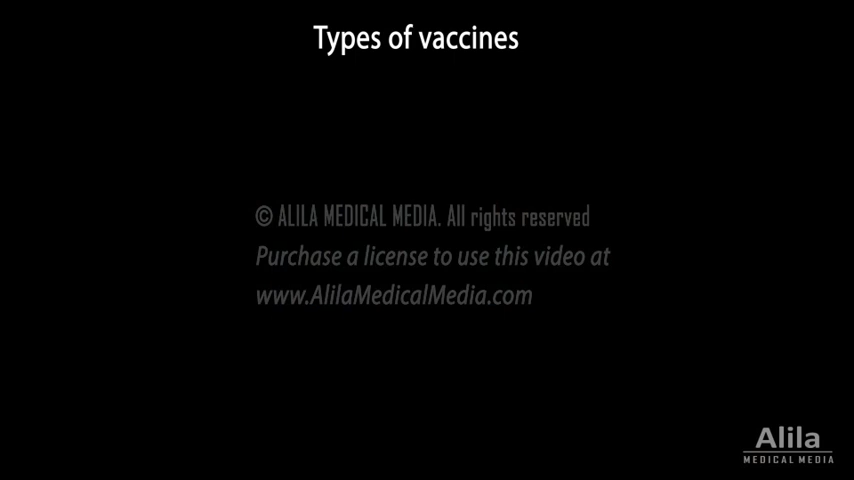 Types of vaccines
© ALILA MEDICAL MEDIA. All rights reserved
Purchase a license to use this video at
www.AlilaMedicalMedia.com
Alila
MEDICAL MEDIA